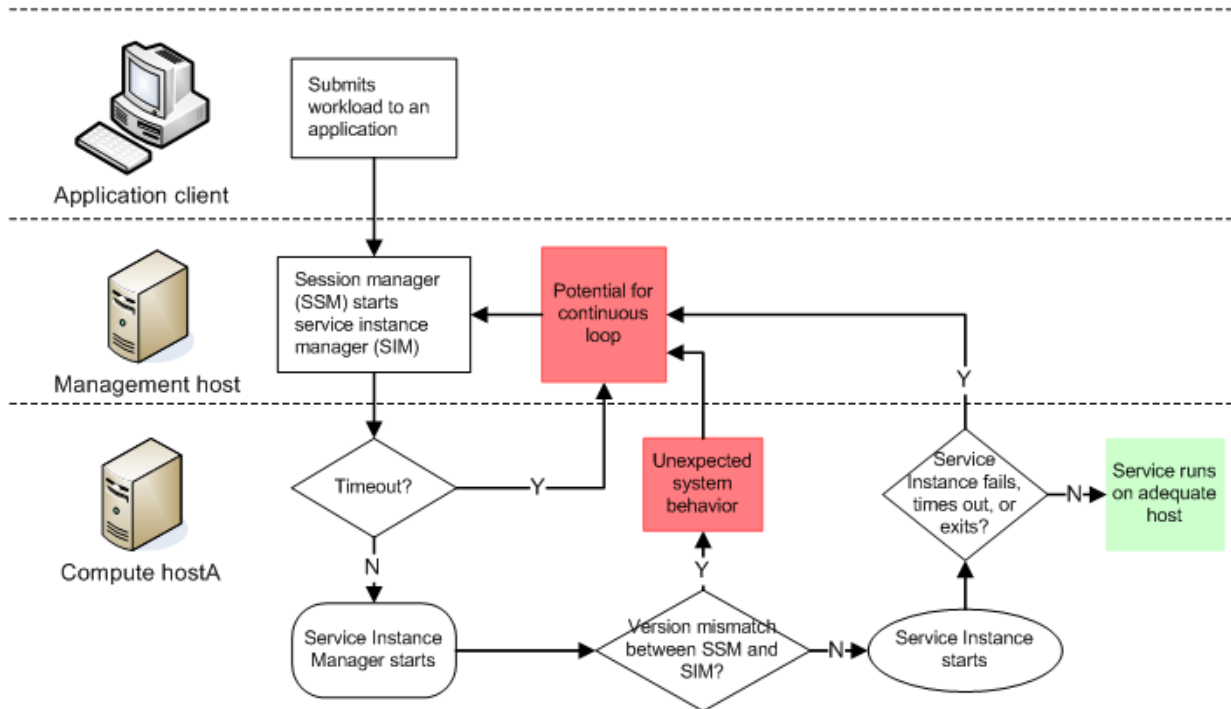 Submits
workload to an
application
Application client
Session manager
(SSM) starts
service instance
manager (SIM)
Potential for
continuous
loop
Management host
Y
Timeout?
Y
Unexpected
system
behavior
Service
Instance fails,
times out, or
exits?
N
Service runs
on adequate
host
Compute hostA
N
Y
Service Instance
Manager starts
Version mismatch
between SSM and
SIM?
N
Service Instance
starts